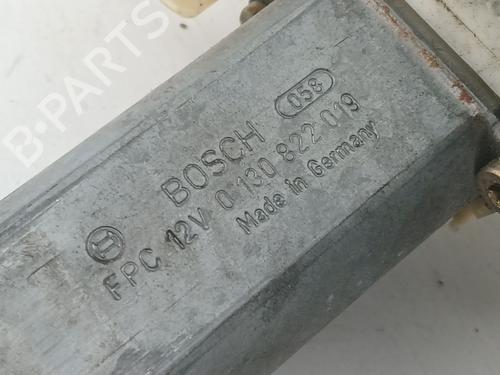 BOSCH 058
FPC 12V 0 130 822 019
Made in Germany
B-PARTS